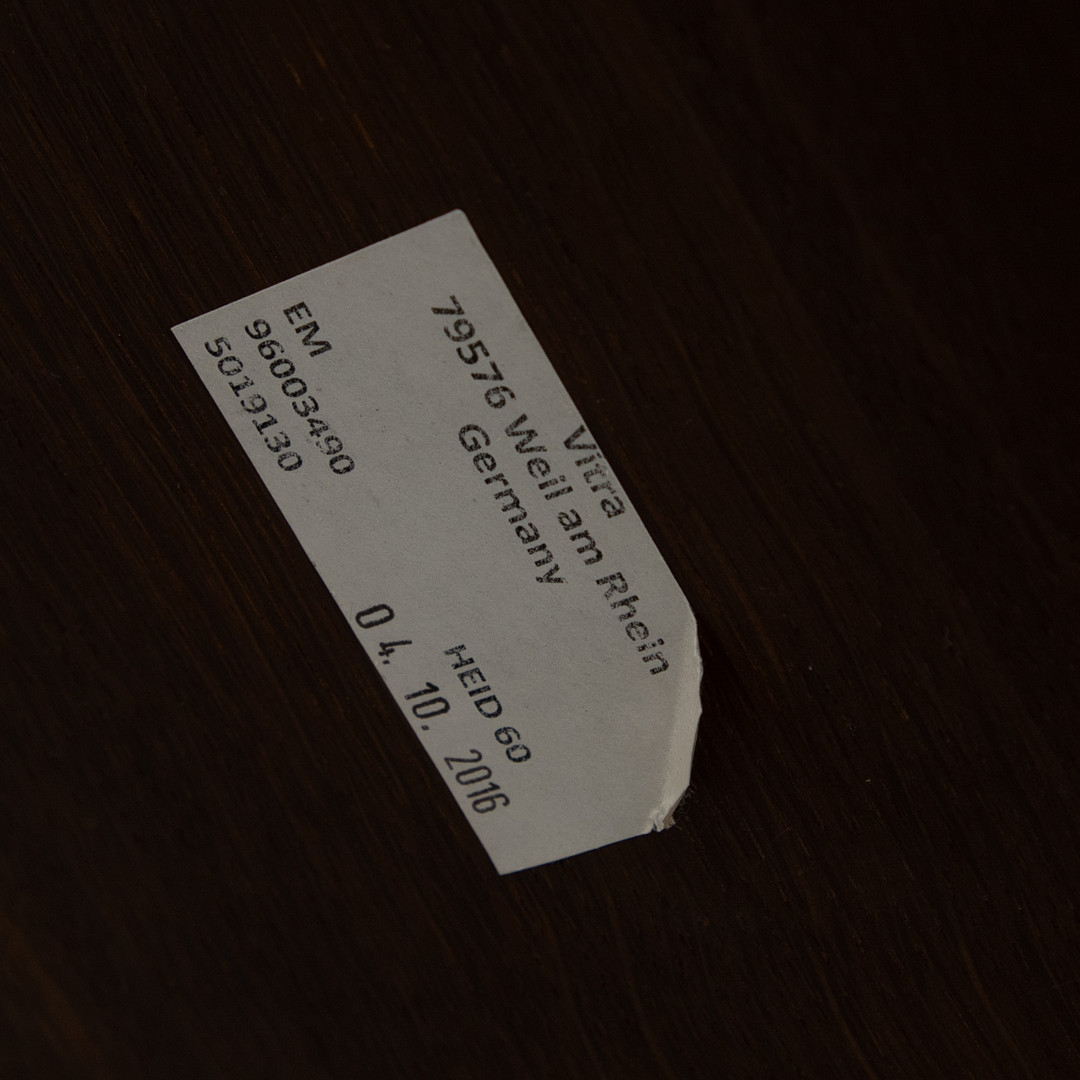 Vitra
79576 Weil am Rhein
Germany
EM
96003490
5019130
HEID 60
04. 10. 2016